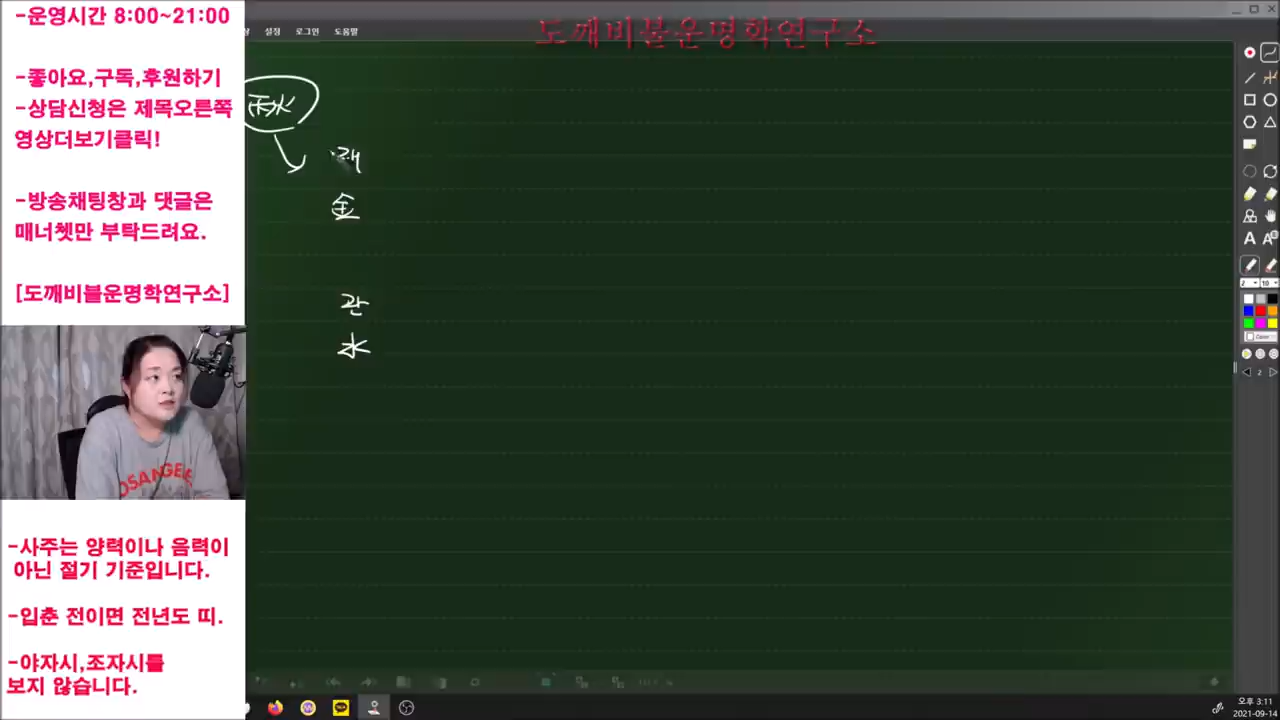 -운영시간 8:00~21:00
-좋아요,구독,후원하기
-상담신청은 제목오른쪽
영상더보기클릭!
-방송채팅창과 댓글은
매너쳇만 부탁드려요.
[도깨비불운명학연구소]
-사주는 양력이나 음력이
아닌 절기 기준입니다.
-입춘 전이면 전년도 띠.
-야자시,조자시를
보지 않습니다.
설정 로그인 도움말
도깨비불운명학연구소
재
金
관
水
오후 3:11
2021-09-14